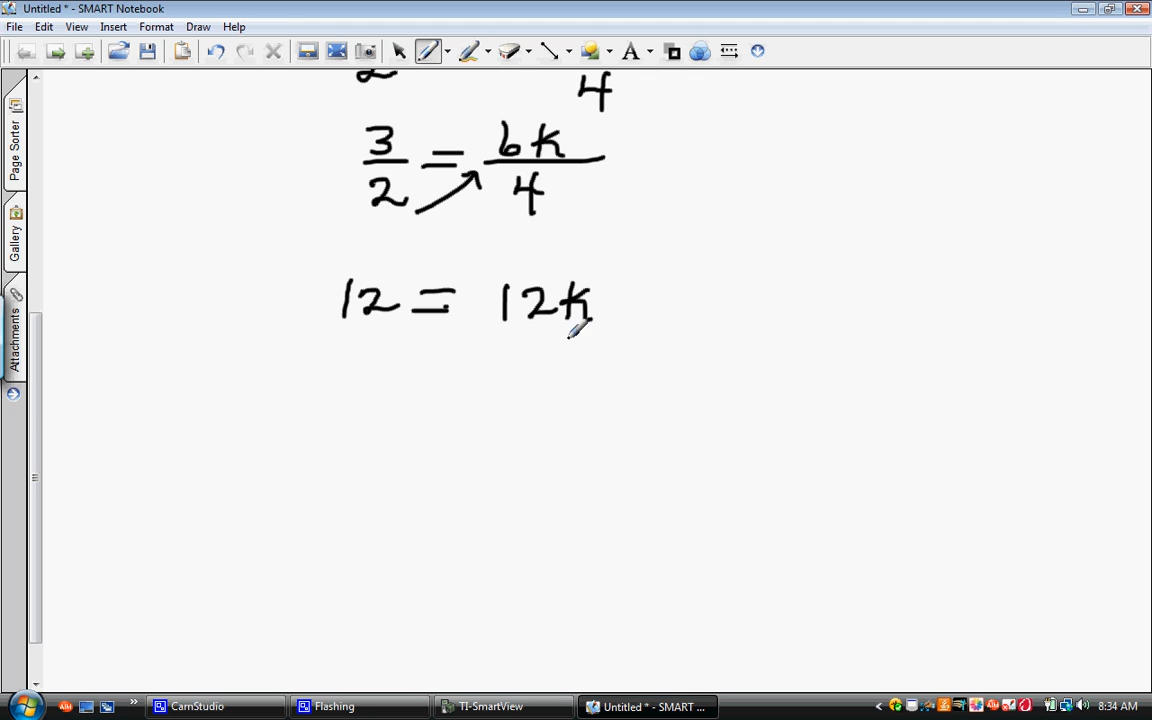 Untitled * - SMART Notebook
File Edit View Insert Format Draw Help
A
Page Sorter
Gallery
Attachments
4
3/2 = 6k/4
12 = 12k
CamStudio
Flashing
TI-SmartView
Untitled * - SMART ...
8:34 AM